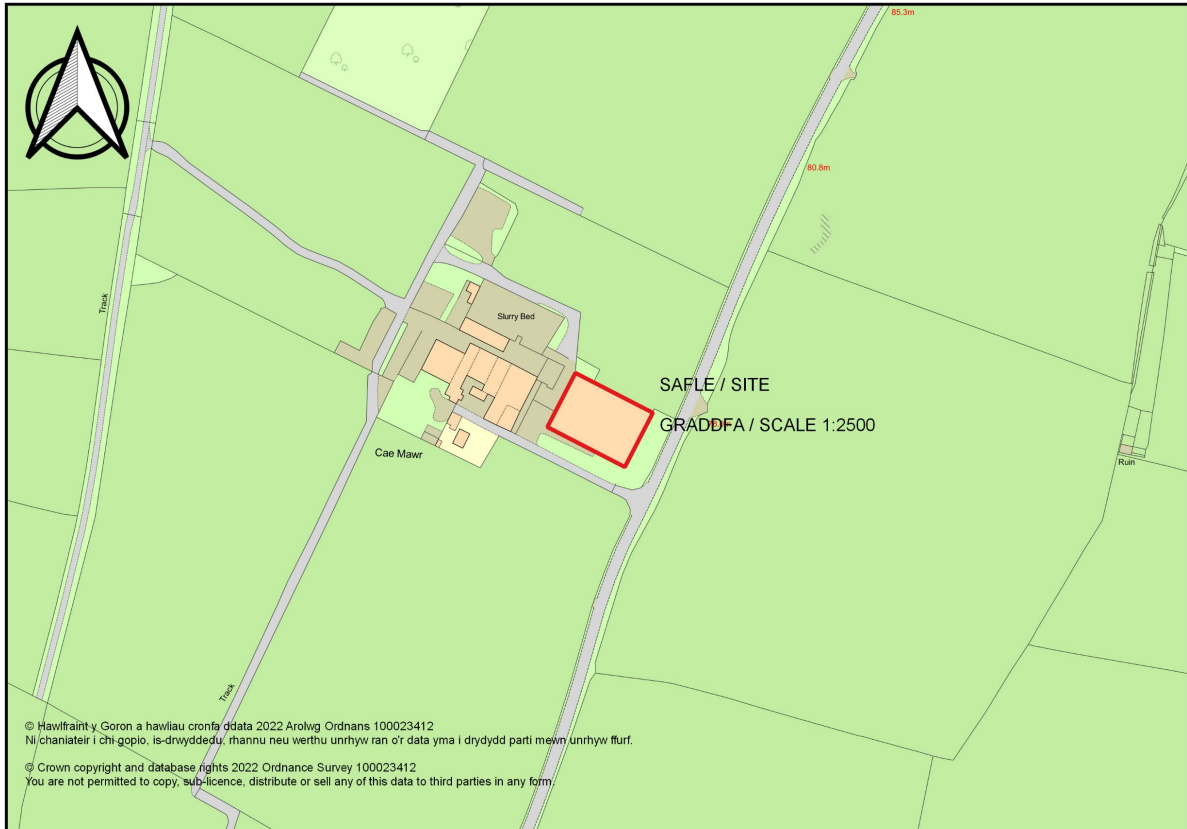 85.3m
80.8m
Track
Slurry Bed
SAFLE / SITE
GRADDFA / SCALE 1:2500
Cae Mawr
Ruin
Track
© Hawlfraint y Goron a hawliau cronfa ddata 2022 Arolwg Ordnans 100023412
Ni chaniateir i chi gopio, is-drwyddedu, rhannu neu werthu unrhyw ran o'r data yma i drydydd parti mewn unrhyw ffurf.
© Crown copyright and database rights 2022 Ordnance Survey 100023412
You are not permitted to copy, sub-licence, distribute or sell any of this data to third parties in any form.